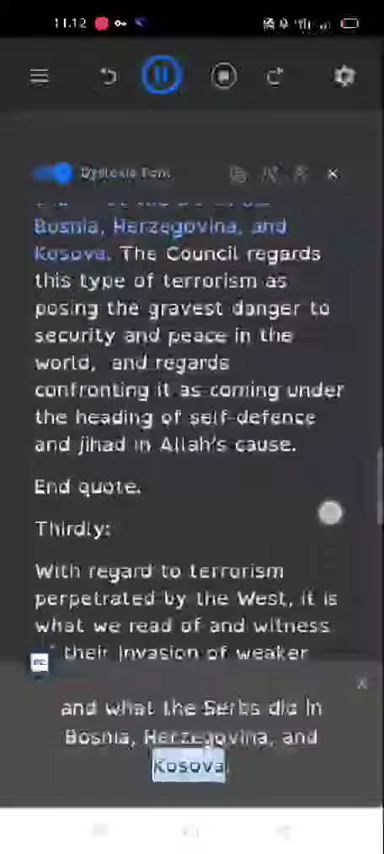 11.12
Dyslexia Font
Bosnia, Herzegovina, and
Kosova. The Council regards
this type of terrorism as
posing the gravest danger to
security and peace in the
world, and regards
confronting it as coming under
the heading of self-defence
and jihad in Allah's cause.
End quote.
Thirdly:
With regard to terrorism
perpetrated by the West, it is
what we read of and witness
their invasion of weaker
and what the Serbs did in
Bosnia, Herzegovina, and
Kosova.